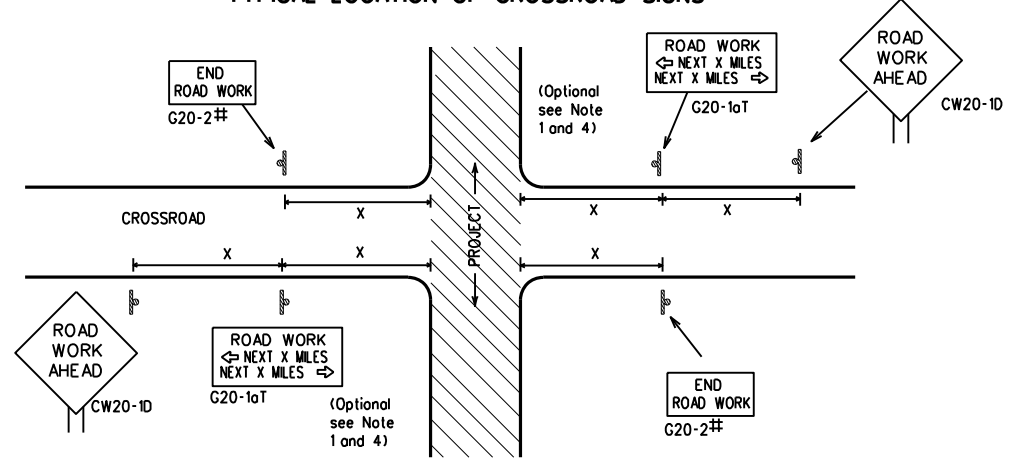 TYPICAL LOCATION OF CROSSROAD SIGNS
END
ROAD WORK
G20-2#
(Optional
see Note
1 and 4)
ROAD WORK
⇦ NEXT X MILES
NEXT X MILES ⇨
G20-1aT
ROAD
WORK
AHEAD
CW20-1D
CROSSROAD
X
X
X
X
X
X
PROJECT
ROAD
WORK
AHEAD
CW20-1D
ROAD WORK
⇦ NEXT X MILES
NEXT X MILES ⇨
G20-1aT
(Optional
see Note
1 and 4)
END
ROAD WORK
G20-2#